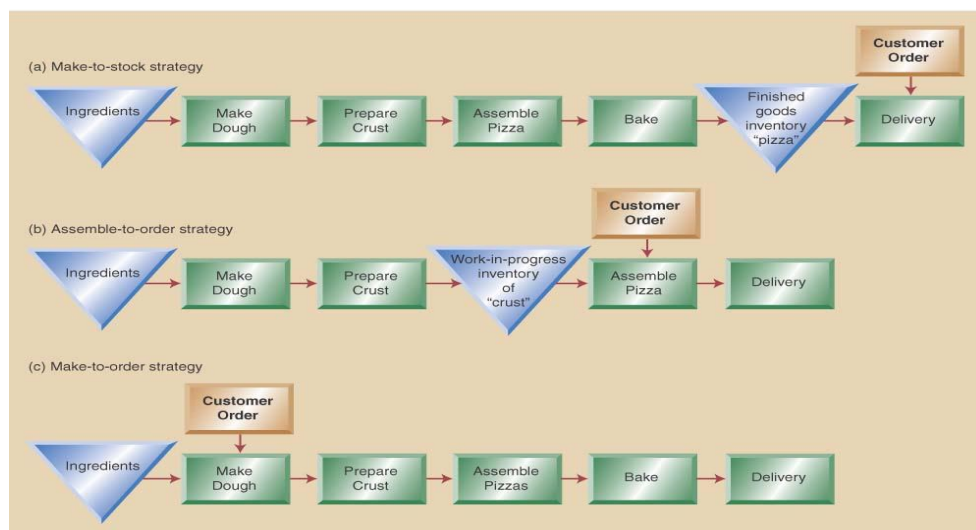 Customer
Order
(a) Make-to-stock strategy
Ingredients
Make
Dough
Prepare
Crust
Assemble
Pizza
Bake
Finished
goods
inventory
"pizza"
Delivery
Customer
Order
(b) Assemble-to-order strategy
Ingredients
Make
Dough
Prepare
Crust
Work-in-progress
inventory
of
"crust"
Assemble
Pizza
Delivery
(c) Make-to-order strategy
Customer
Order
Ingredients
Make
Dough
Prepare
Crust
Assemble
Pizzas
Bake
Delivery